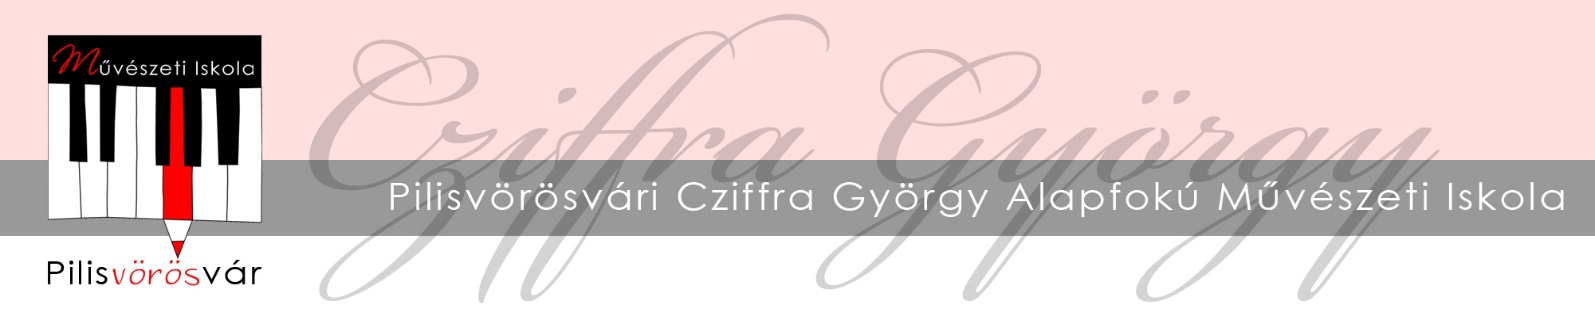 Művészeti Iskola
Pilisvörösvár
Cziffra György
Pilisvörösvári Cziffra György Alapfokú Művészeti Iskola